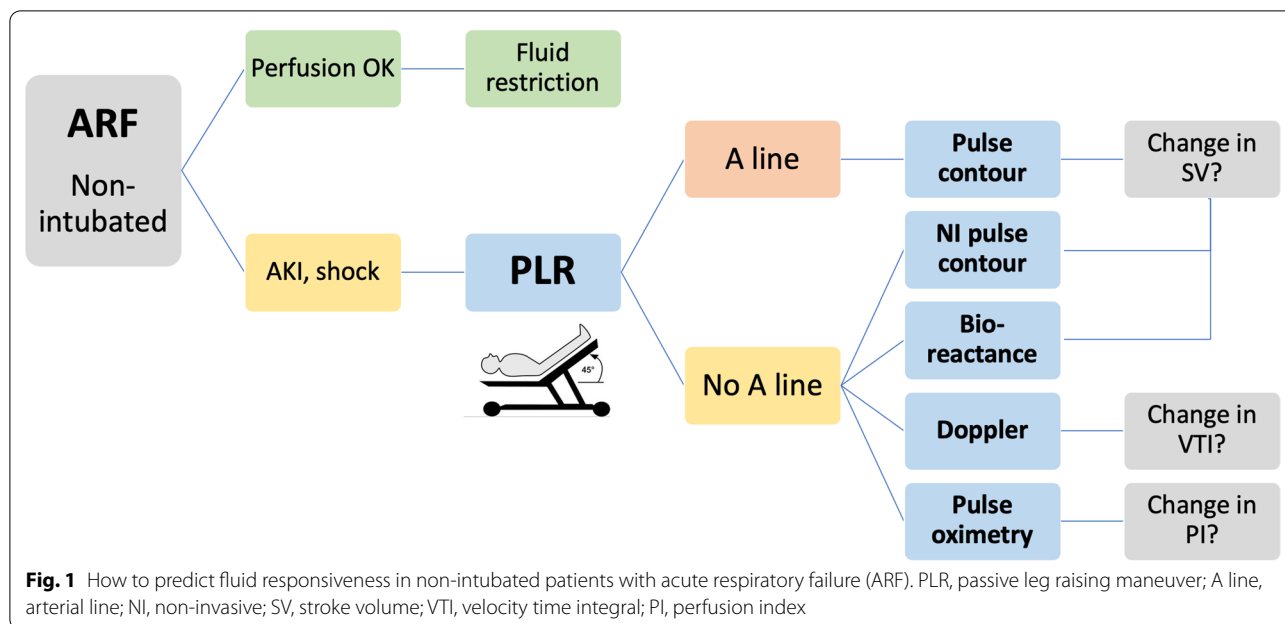 ARF
Non-
intubated
Perfusion OK
Fluid
restriction
AKI, shock
PLR
45°
A line
No A line
Pulse
contour
NI pulse
contour
Bio-
reactance
Doppler
Pulse
oximetry
Change in
SV?
Change in
VTI?
Change in
PI?
Fig. 1 How to predict fluid responsiveness in non-intubated patients with acute respiratory failure (ARF). PLR, passive leg raising maneuver; A line,
arterial line; NI, non-invasive; SV, stroke volume; VTI, velocity time integral; PI, perfusion index